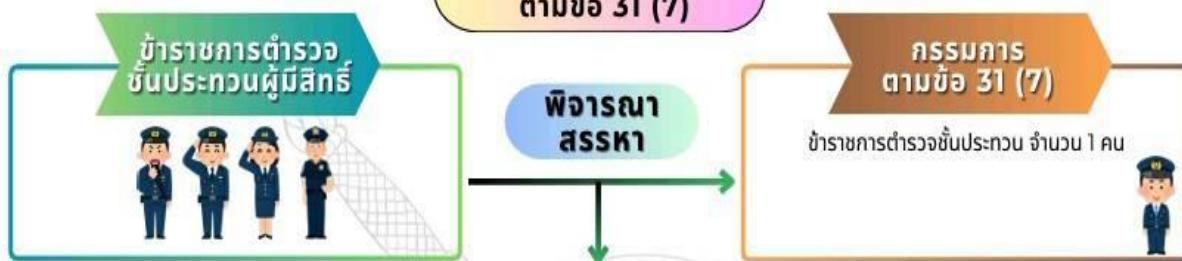 ตามข้อ 31 (7)
ข้าราชการตำรวจ
ชั้นประทวนผู้มีสิทธิ์
พิจารณา
สรรหา
กรรมการ
ตามข้อ 31 (7)
ข้าราชการตำรวจชั้นประทวน จำนวน 1 คน